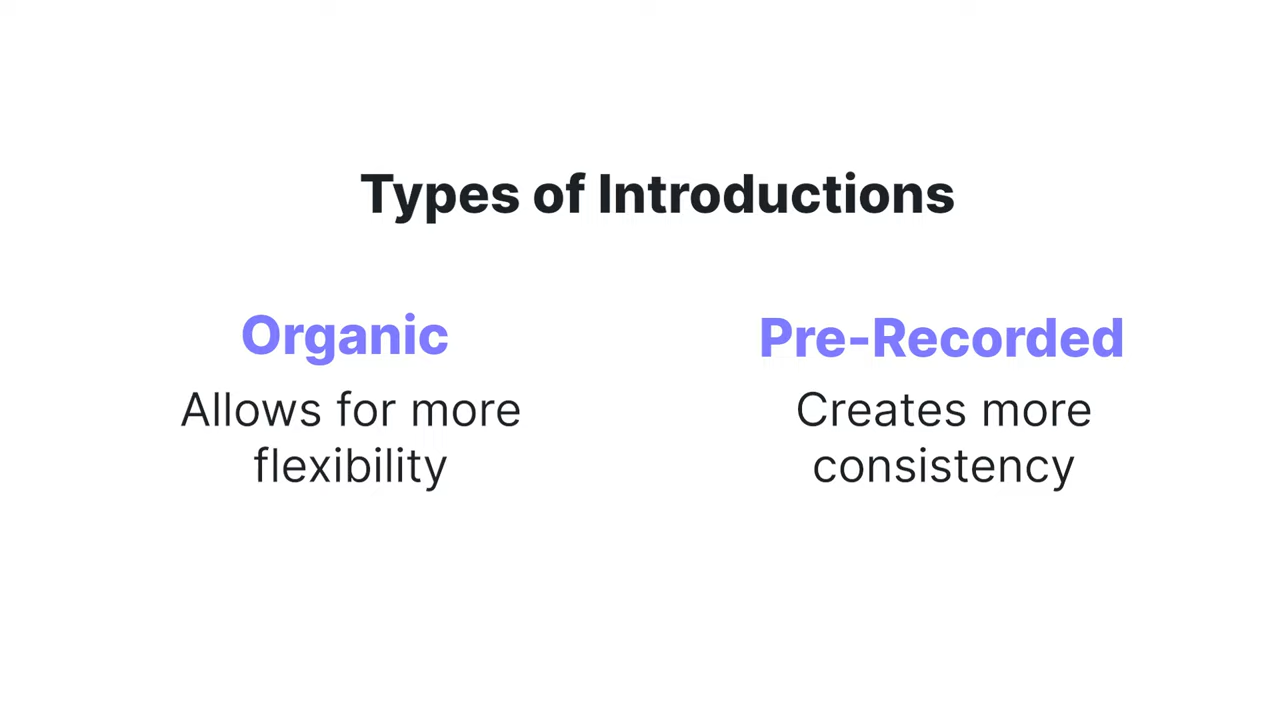 Types of Introductions
Organic
Allows for more
flexibility
Pre-Recorded
Creates more
consistency